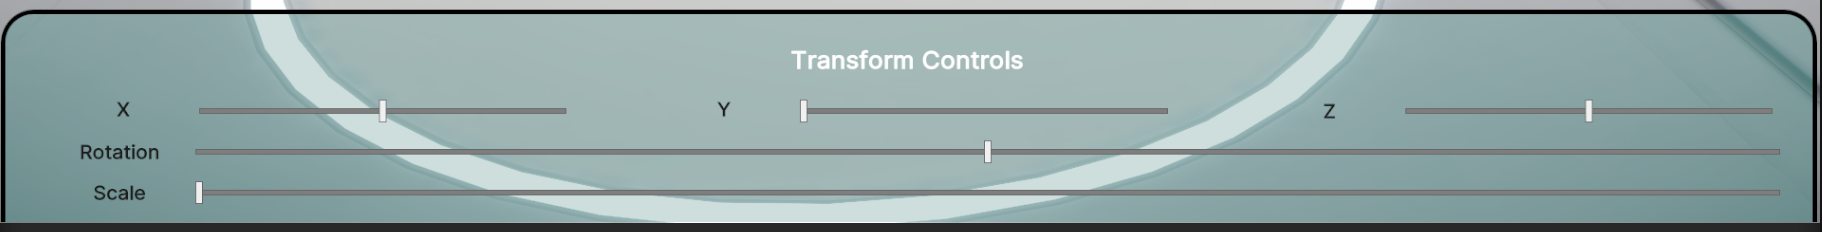 Transform Controls
X Y Z
Rotation
Scale